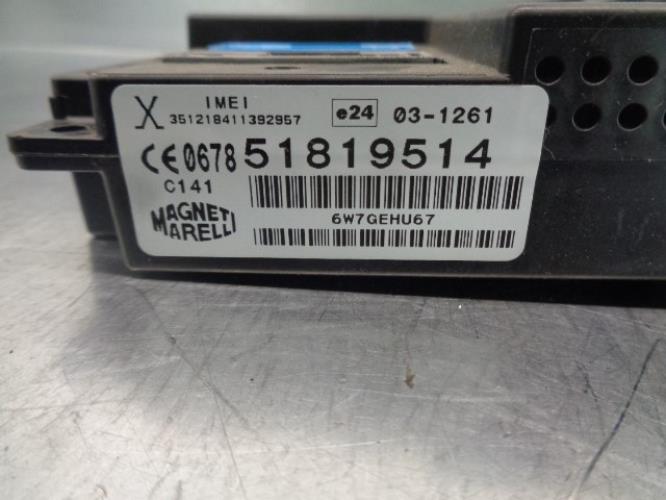 X IMEI e24 03-1261
351218411392957
CE0678 51819514
C141
6W7GEHU67
MAGNETI
MARELLI